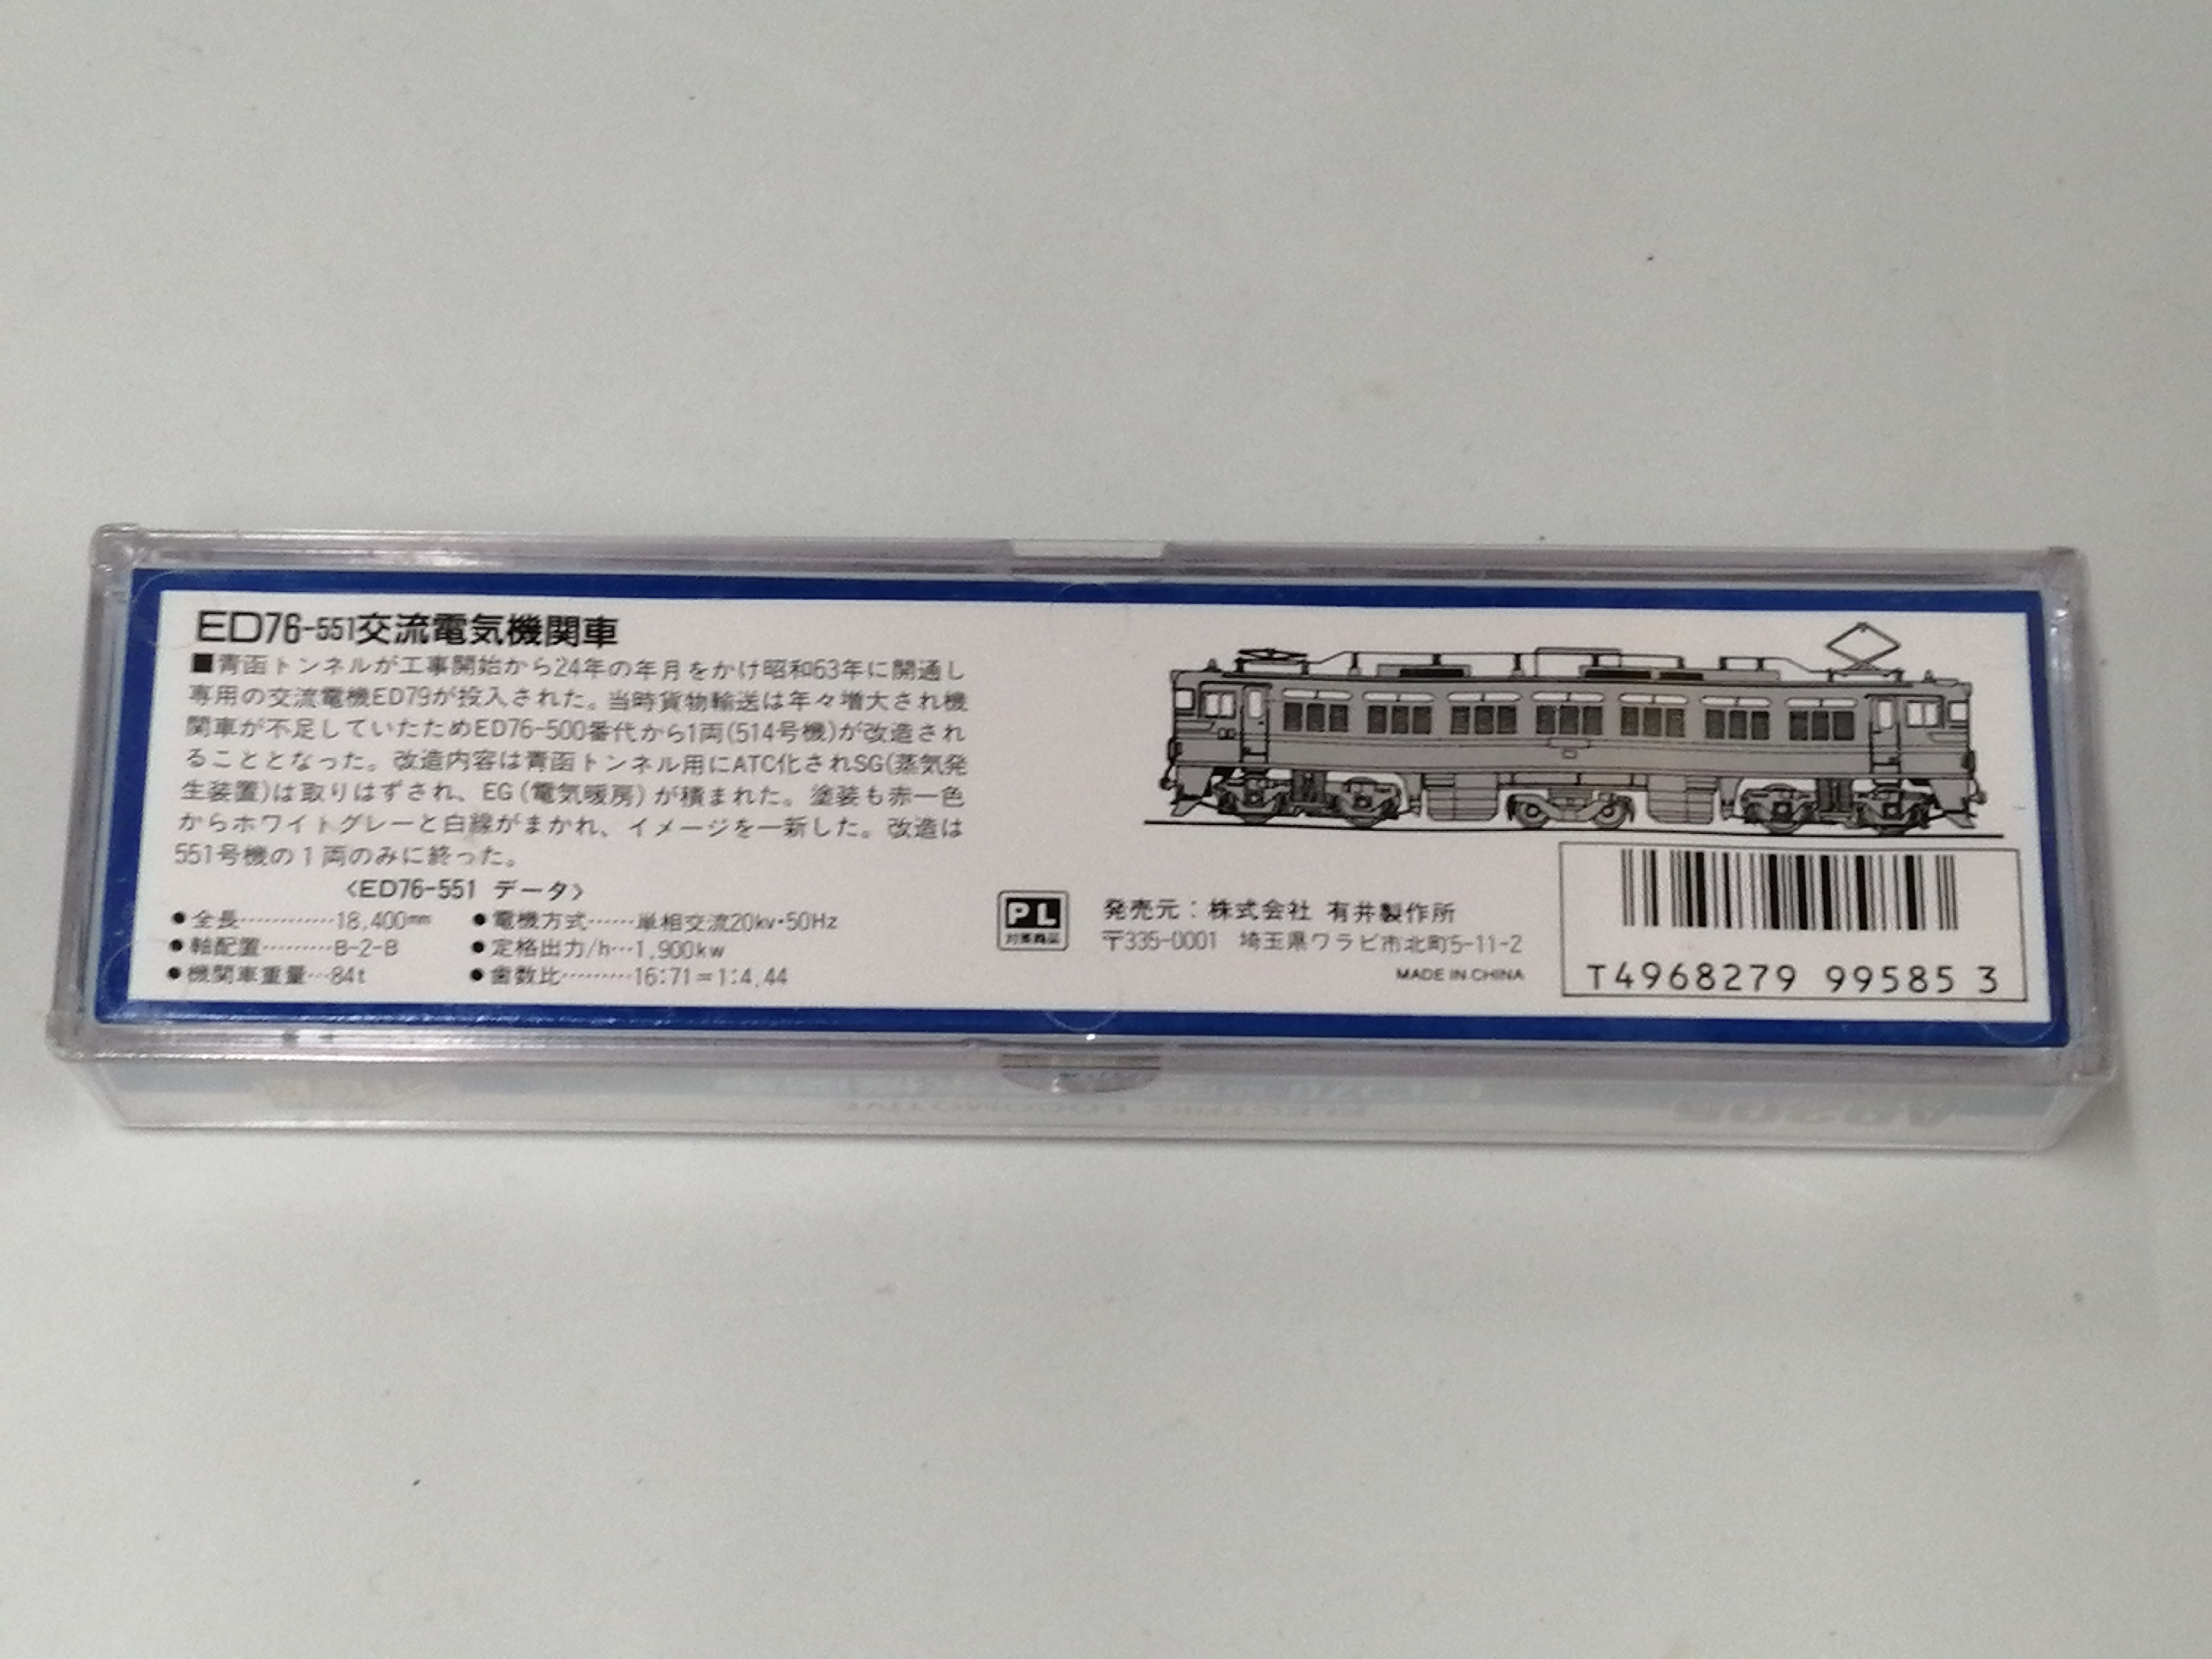 ED76-551交流電気機関車
■青函トンネルが工事開始から24年の年月をかけ昭和63年に開通し
専用の交流電機ED79が投入された。当時貨物輸送は年々増大され機
関車が不足していたためED76-500番代から1両(514号機)が改造され
ることとなった。改造内容は青函トンネル用にATC化されSG(蒸気発
生装置)は取りはずされ、EG(電気暖房)が積まれた。塗装も赤一色
からホワイトグレーと白線がまかれ、イメージを一新した。改造は
551号機の1両のみに終った。
〈ED76-551 データ〉
●全長…………18,400mm ●電機方式……単相交流20kv・50Hz
●軸配置………B-2-B ●定格出力/h…1,900kw
●機関車重量…84t ●歯数比………16:71=1:4.44
PL
対策商品
発売元:株式会社 有井製作所
〒335-0001 埼玉県ワラビ市北町5-11-2
MADE IN CHINA
T4968279 99585 3
ELECTRIC LOCOMOTIVE